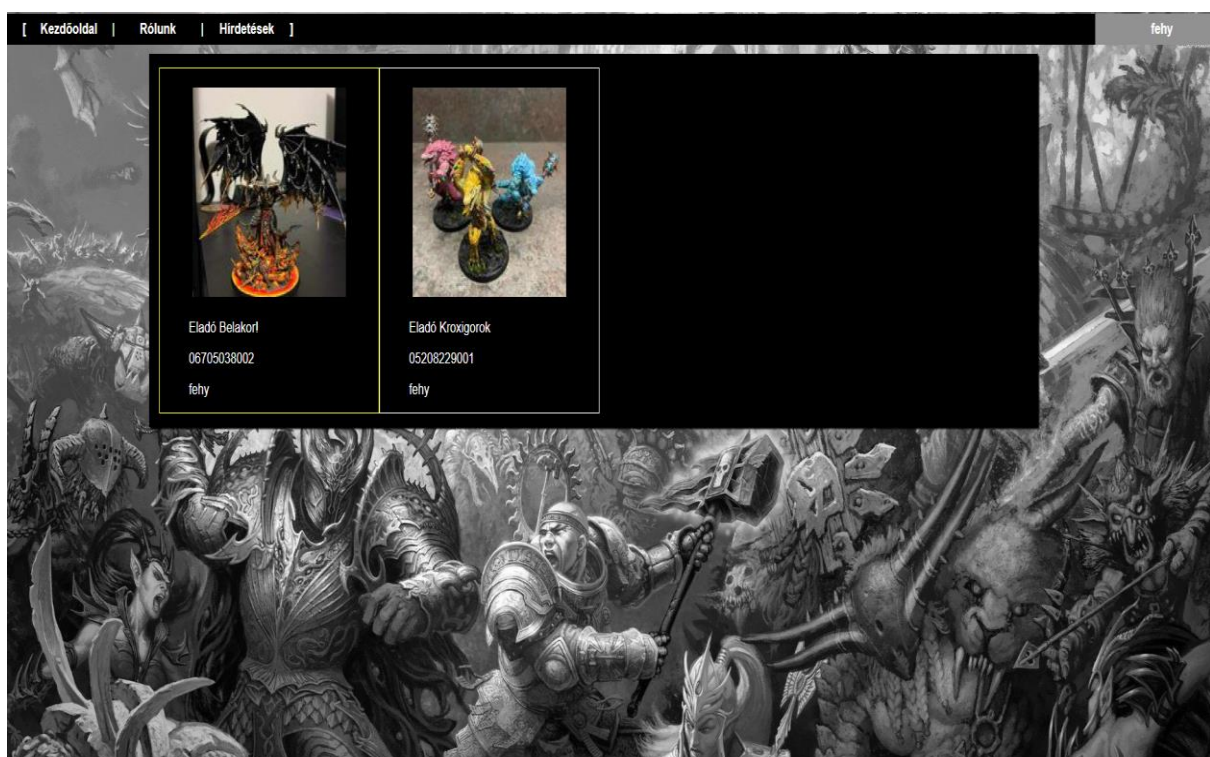 [ Kezdőoldal | Rólunk | Hirdetések ] fehy
Eladó Belakor!
06705038002
fehy
Eladó Kroxigorok
05208229001
fehy